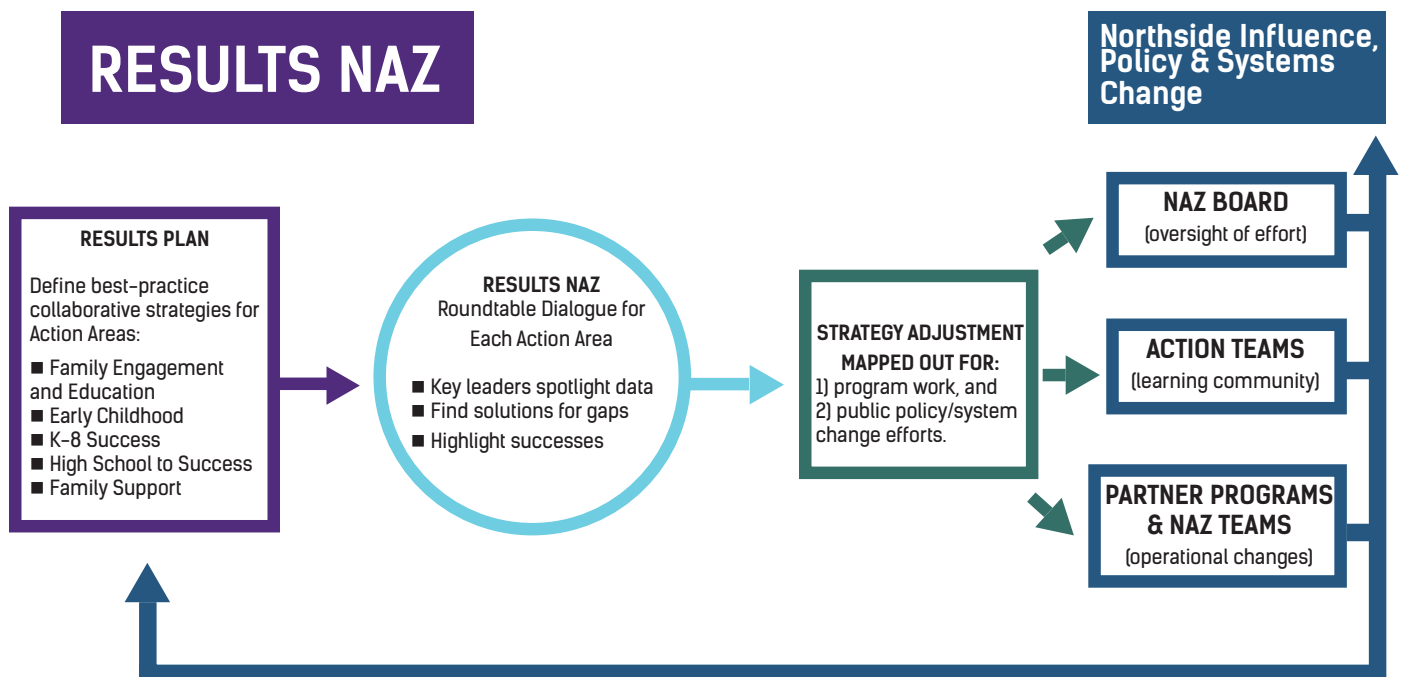 RESULTS NAZ
Northside Influence,
Policy & Systems
Change
RESULTS PLAN
Define best-practice
collaborative strategies for
Action Areas:
■ Family Engagement
and Education
■ Early Childhood
■ K-8 Success
■ High School to Success
■ Family Support
RESULTS NAZ
Roundtable Dialogue for
Each Action Area
■ Key leaders spotlight data
■ Find solutions for gaps
■ Highlight successes
STRATEGY ADJUSTMENT
MAPPED OUT FOR:
1) program work, and
2) public policy/system
change efforts.
NAZ BOARD
(oversight of effort)
ACTION TEAMS
(learning community)
PARTNER PROGRAMS
& NAZ TEAMS
(operational changes)